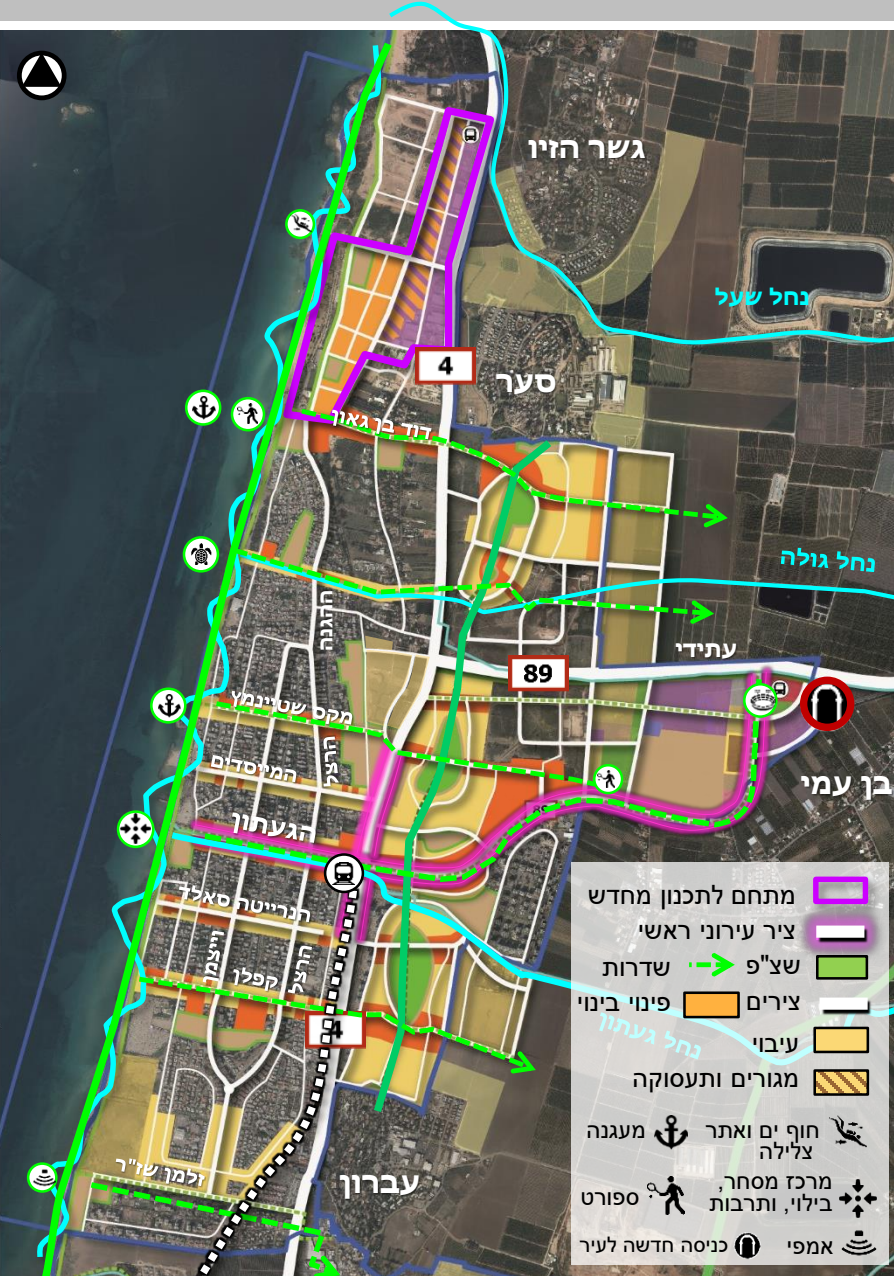 גשר הזיו
נחל שעל
4
סער
דוד בן גאון
נחל גולה
ההגנה
עתידי
89
מקס שטיינמץ
הרצל
המייסדים
בן עמי
הגעתון
הנרייטה סאלד
וייצמן
הרצל
קפלן
4
נחל געתון
זלמן שז"ר
עברון
מתחם לתכנון מחדש
ציר עירוני ראשי
שצ"פ
שדרות
צירים
פינוי בינוי
עיבוי
מגורים ותעסוקה
חוף ים ואתר צלילה
מעגנה
מרכז מסחר, בילוי, ותרבות
ספורט
אמפי
כניסה חדשה לעיר